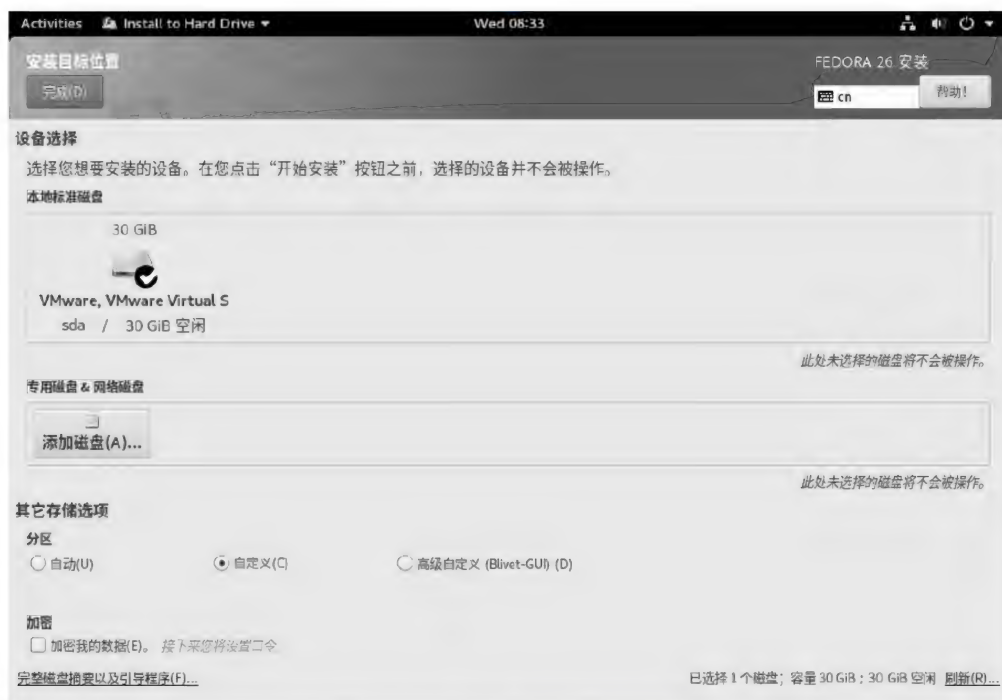 Activities Install to Hard Drive Wed 08:33
安装目标位置 FEDORA 26 安装
完成(D) cn 帮助!
设备选择
选择您想要安装的设备。在您点击“开始安装”按钮之前，选择的设备并不会被操作。
本地标准磁盘
30 GiB
VMware, VMware Virtual S
sda / 30 GiB 空闲
此处未选择的磁盘将不会被操作。
专用磁盘 & 网络磁盘
添加磁盘(A)...
此处未选择的磁盘将不会被操作。
其它存储选项
分区
自动(U) 自定义(C) 高级自定义 (Blivet-GUI) (D)
加密
加密我的数据(E)。 接下来您将设置口令
完整磁盘摘要以及引导程序(F)... 已选择 1 个磁盘；容量 30 GiB；30 GiB 空闲 刷新(R)...